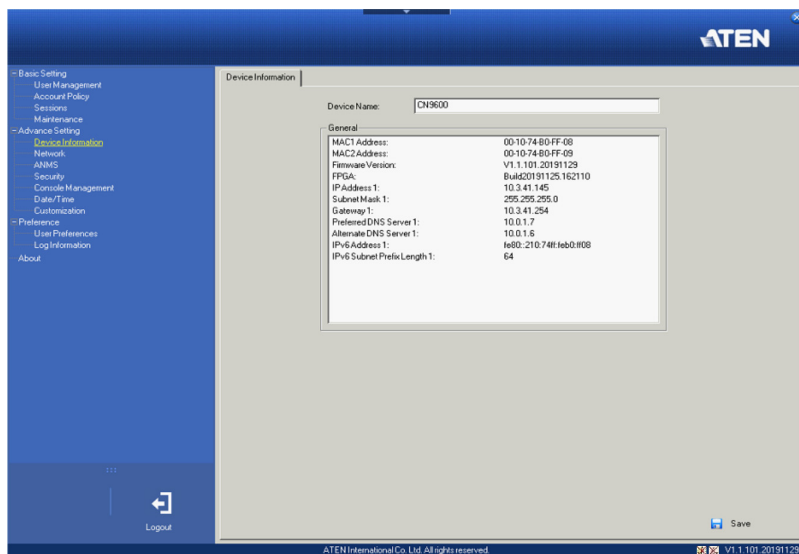 ATEN
Basic Setting
User Management
Account Policy
Sessions
Maintenance
Advance Setting
Device Information
Network
ANMS
Security
Console Management
Date/Time
Customization
Preference
User Preferences
Log Information
About
Logout
Device Information
Device Name: CN9600
General
MAC1 Address: 00-10-74-B0-FF-08
MAC2 Address: 00-10-74-B0-FF-09
Firmware Version: V1.1.101.20191129
FPGA: Build20191125.162110
IP Address 1: 10.3.41.145
Subnet Mask 1: 255.255.255.0
Gateway 1: 10.3.41.254
Preferred DNS Server 1: 10.0.1.7
Alternate DNS Server 1: 10.0.1.6
IPv6 Address 1: fe80::210:74ff:feb0:ff08
IPv6 Subnet Prefix Length 1: 64
Save
ATEN International Co. Ltd. All rights reserved.
V1.1.101.20191129